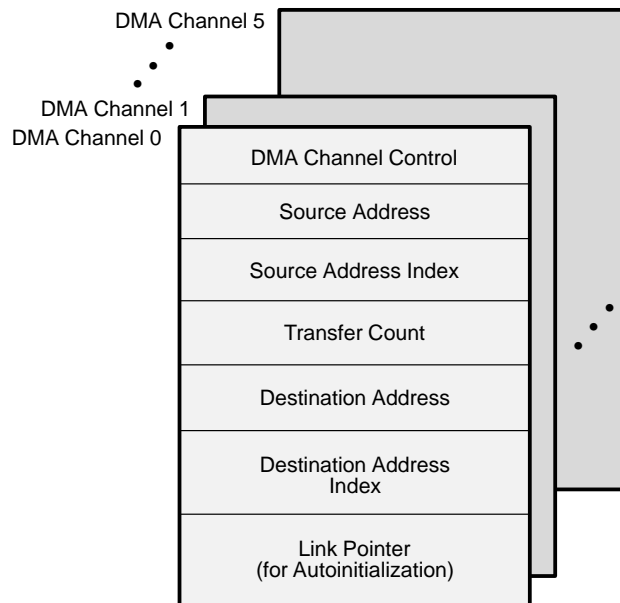 DMA Channel 5
DMA Channel 1
DMA Channel 0
DMA Channel Control
Source Address
Source Address Index
Transfer Count
Destination Address
Destination Address
Index
Link Pointer
(for Autoinitialization)